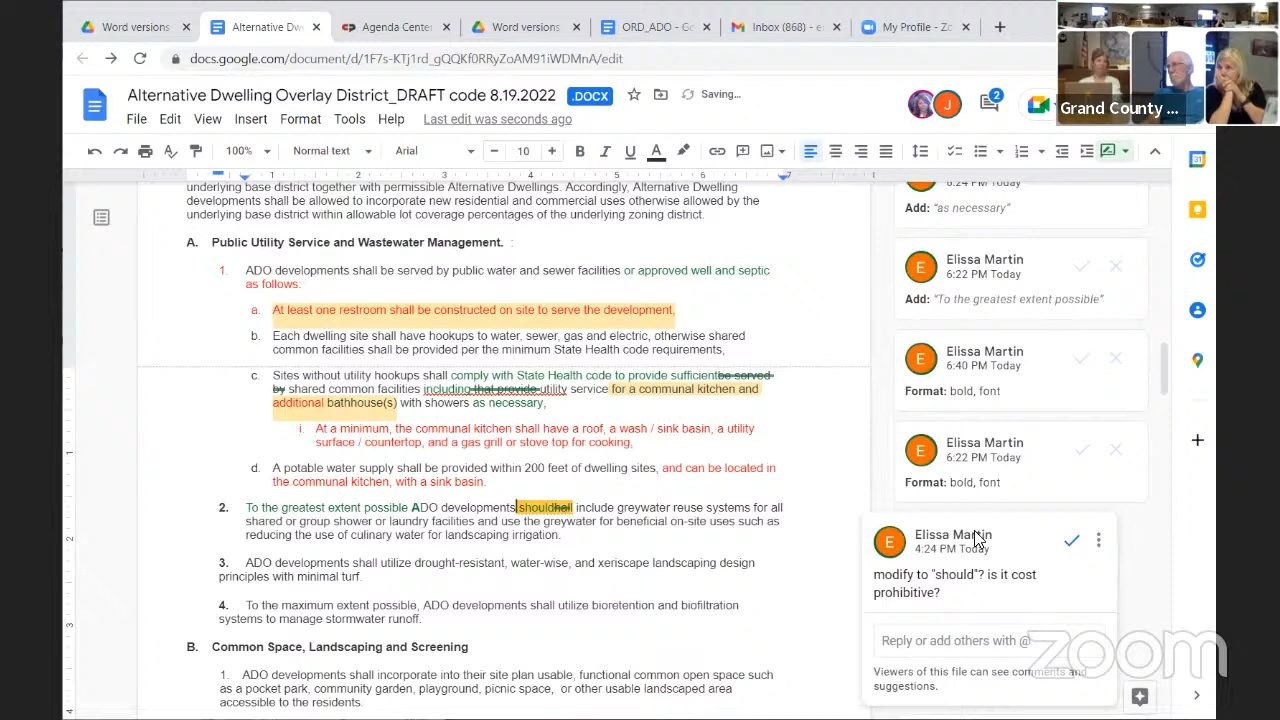 Word versions
Alternative Dwe
Agenda Center
ORD_ADO - Go
Inbox (868) - e
My Profile - Zo
docs.google.com/document/d/1F7s-KTj1rd_gQQKf0RRyZ
AM91iWDMnA/edit
Alternative Dwelling Overlay District_DRAFT code 8.19.2022
.DOCX
Saving...
2
J
Grand County ...
File Edit View Insert Format Tools Help
Last edit was seconds ago
100%
Normal text
Arial
10
B I U A
1 2 3 4 5 6 7
underlying base district together with permissible Alternative Dwellings. Accordingly, Alternative Dwelling
developments shall be allowed to incorporate new residential and commercial uses otherwise allowed by the
underlying base district within allowable lot coverage percentages of the underlying zoning district.
A. Public Utility Service and Wastewater Management. :
1. ADO developments shall be served by public water and sewer facilities or approved well and septic
as follows:
a. At least one restroom shall be constructed on site to serve the development,
b. Each dwelling site shall have hookups to water, sewer, gas and electric, otherwise shared
common facilities shall be provided per the minimum State Health code requirements,
c. Sites without utility hookups shall comply with State Health code to provide sufficientbe served
by shared common facilities including that provide utility service for a communal kitchen and
additional bathhouse(s) with showers as necessary,
i. At a minimum, the communal kitchen shall have a roof, a wash / sink basin, a utility
surface / countertop, and a gas grill or stove top for cooking,
d. A potable water supply shall be provided within 200 feet of dwelling sites, and can be located in
the communal kitchen, with a sink basin.
2. To the greatest extent possible ADO developments should include greywater reuse systems for all
shared or group shower or laundry facilities and use the greywater for beneficial on-site uses such as
reducing the use of culinary water for landscaping irrigation.
3. ADO developments shall utilize drought-resistant, water-wise, and xeriscape landscaping design
principles with minimal turf.
4. To the maximum extent possible, ADO developments shall utilize bioretention and biofiltration
systems to manage stormwater runoff.
B. Common Space, Landscaping and Screening
1. ADO developments shall incorporate into their site plan usable, functional common open space such
as a pocket park, community garden, playground, picnic space, or other usable landscaped area
accessible to the residents.
6:24 PM Today
Add: "as necessary"
E
Elissa Martin
6:22 PM Today
Add: "To the greatest extent possible"
E
Elissa Martin
6:40 PM Today
Format: bold, font
E
Elissa Martin
6:22 PM Today
Format: bold, font
E
Elissa Martin
4:24 PM Today
modify to "should"? is it cost
prohibitive?
Reply or add others with @
Viewers of this file can see comments and
suggestions.
zoom
31